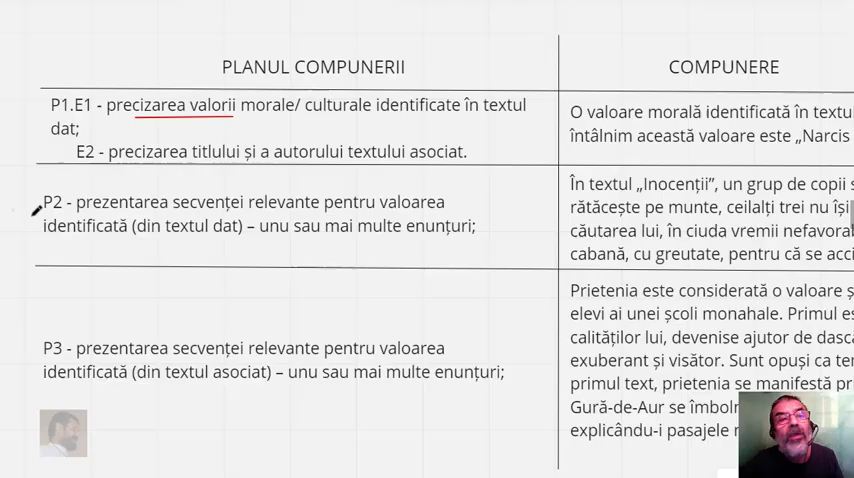 PLANUL COMPUNERII
COMPUNERE
P1.E1 - precizarea valorii morale/ culturale identificate în textul
dat;
E2 - precizarea titlului și a autorului textului asociat.
O valoare morală identificată în textul
întâlnim această valoare este „Narcis
P2 - prezentarea secvenței relevante pentru valoarea
identificată (din textul dat) – unu sau mai multe enunțuri;
În textul „Inocenții”, un grup de copii s
rătăcește pe munte, ceilalți trei nu își
căutarea lui, în ciuda vremii nefavorab
cabană, cu greutate, pentru că se acci
P3 - prezentarea secvenței relevante pentru valoarea
identificată (din textul asociat) – unu sau mai multe enunțuri;
Prietenia este considerată o valoare ș
elevi ai unei școli monahale. Primul es
calităților lui, devenise ajutor de dască
exuberant și visător. Sunt opuși ca ter
primul text, prietenia se manifestă pri
Gură-de-Aur se îmboln
explicându-i pasajele